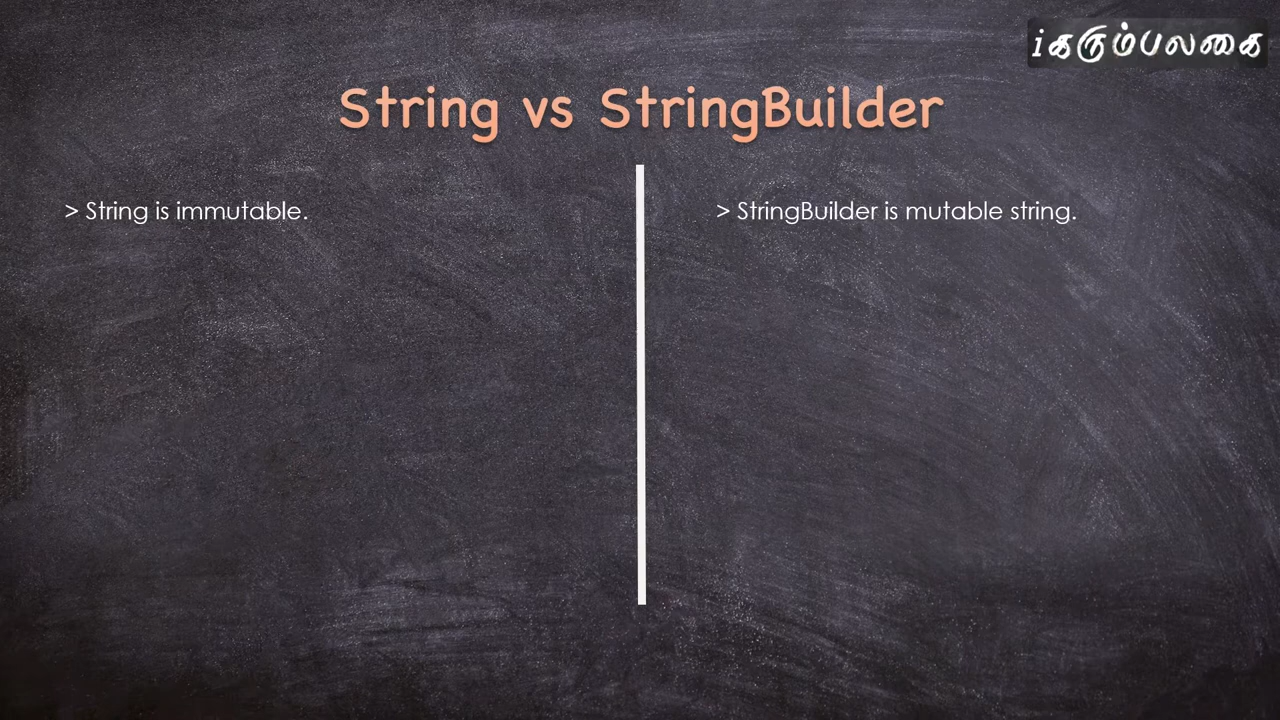 iகரும்பலகை
String vs StringBuilder
> String is immutable.
> StringBuilder is mutable string.